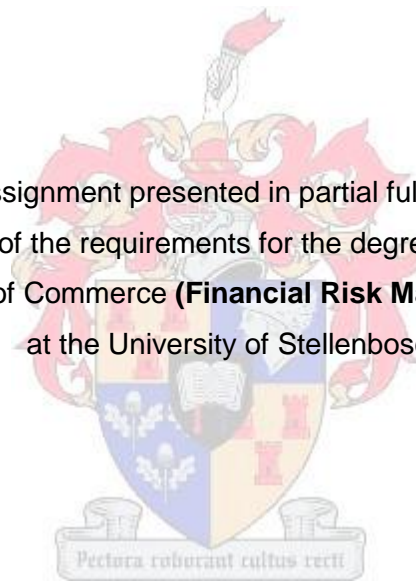 ssignment presented in partial ful
of the requirements for the degre
of Commerce (Financial Risk Ma
at the University of Stellenbos
Pectora roborant cultus recti